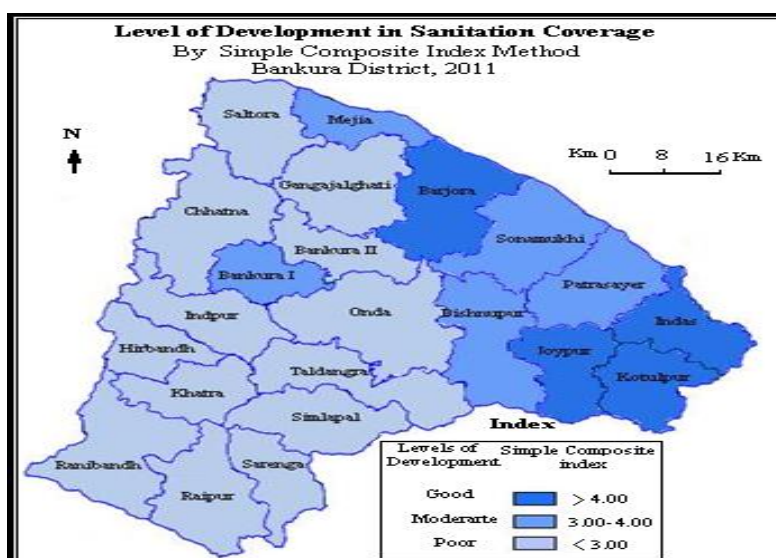 Level of Development in Sanitation Coverage
By Simple Composite Index Method
Bankura District, 2011
Saltora
Mejia
N
Km 0 8 16 Km
Gangajalghati
Barjora
Chhatna
Sonamukhi
Bankura II
Bankura I
Patrasayer
Bishnupur
Indpur
Onda
Indas
Hirbandh
Joypur
Taldangra
Kotulpur
Khatra
Simlapal
Index
Ranibandh
Sarenga
Raipur
Levels of Simple Composite
Development index
Good > 4.00
Moderarte 3.00-4.00
Poor < 3.00